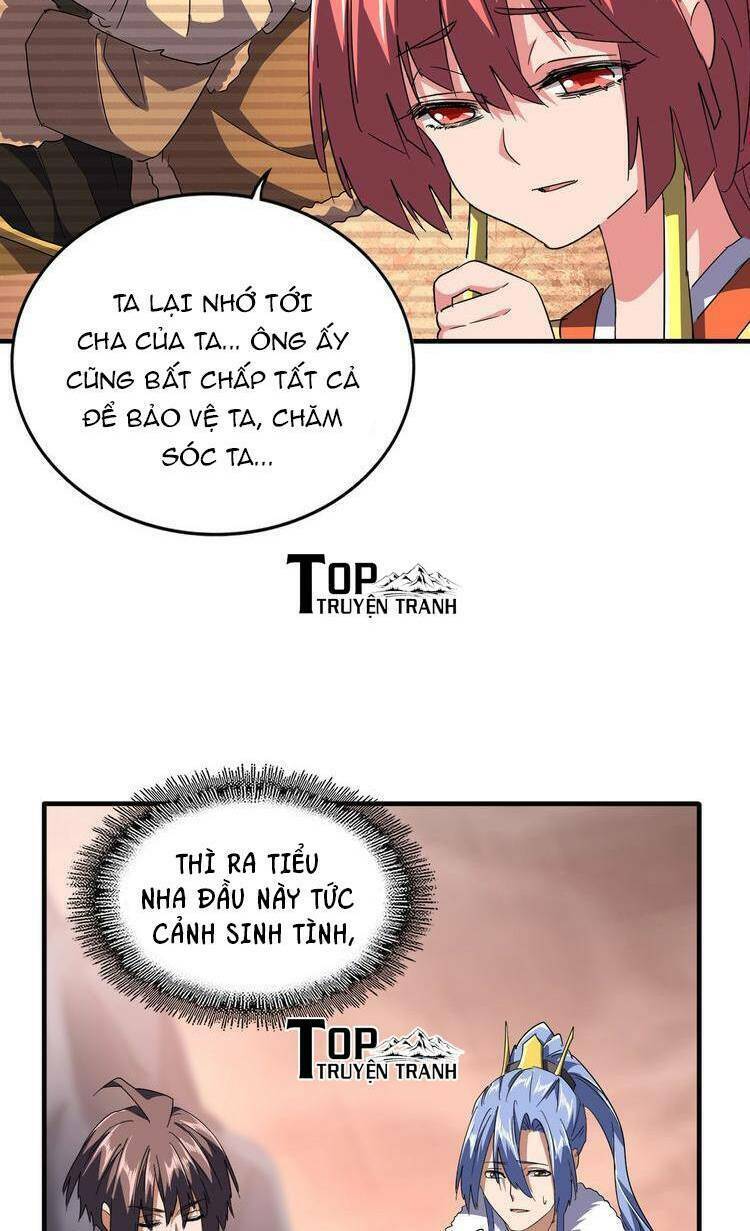 TA LẠI NHỚ TỚI
CHA CỦA TA... ÔNG ẤY
CŨNG BẤT CHẤP TẤT CẢ
ĐỂ BẢO VỆ TA, CHĂM
SÓC TA...
TOP
TRUYỆN TRANH
THÌ RA TIỂU
NHA ĐẦU NÀY TỨC
CẢNH SINH TÌNH,
TOP
TRUYỆN TRANH